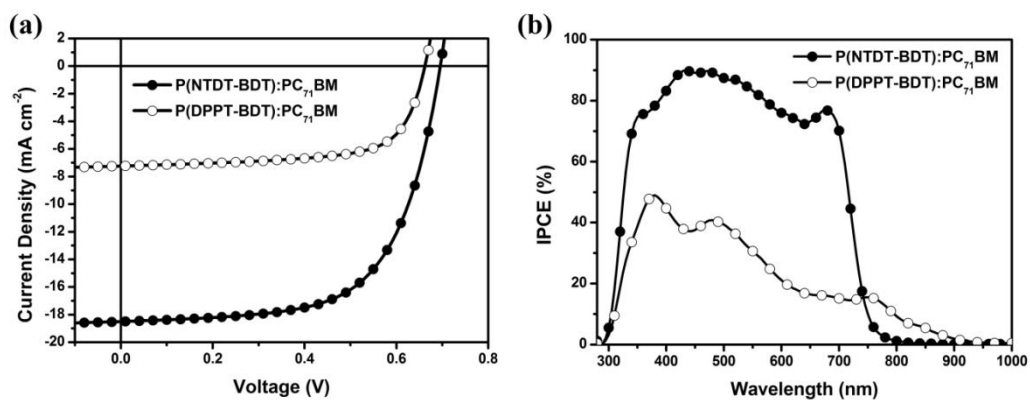 (a)
2
0
-2
-4
-6
-8
-10
-12
-14
-16
-18
-20
Current Density (mA cm⁻²)
P(NTDT-BDT):PC₇₁BM
P(DPPT-BDT):PC₇₁BM
0.0 0.2 0.4 0.6 0.8
Voltage (V)
(b)
100
80
60
40
20
0
IPCE (%)
P(NTDT-BDT):PC₇₁BM
P(DPPT-BDT):PC₇₁BM
300 400 500 600 700 800 900 1000
Wavelength (nm)